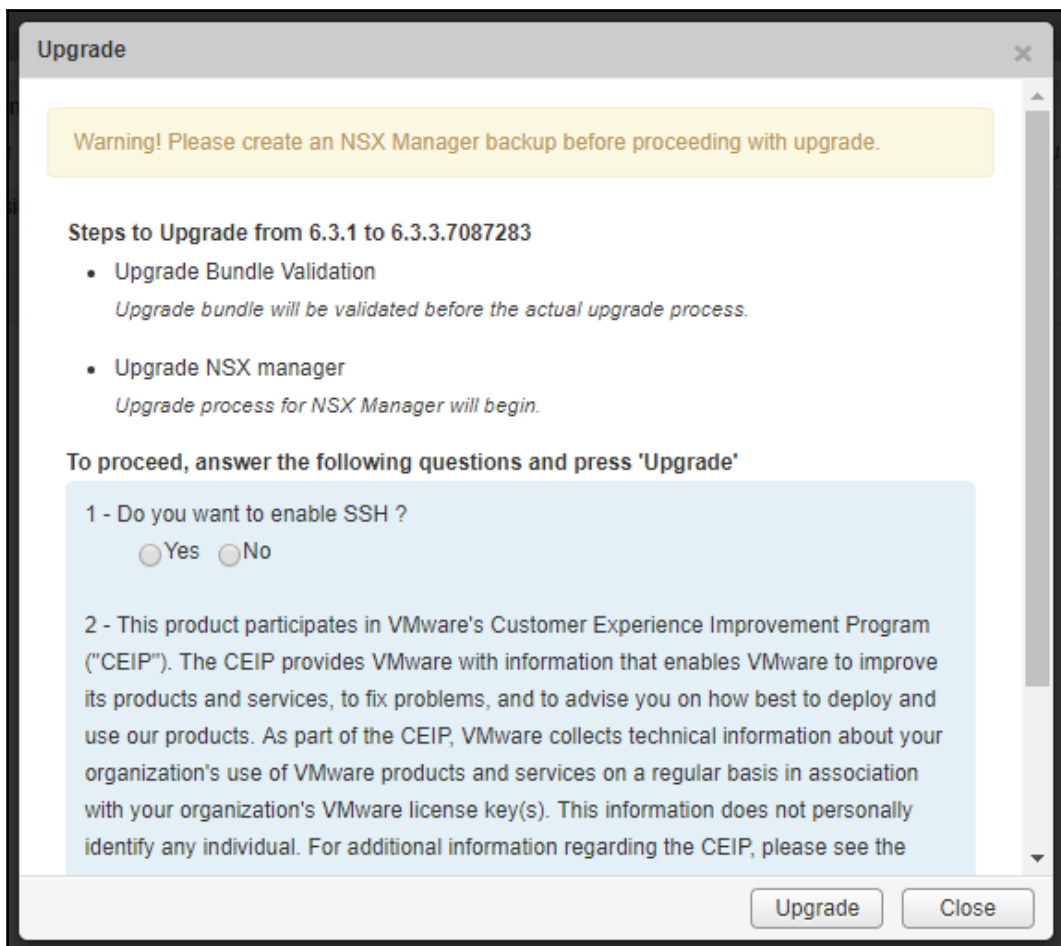 Upgrade
Warning! Please create an NSX Manager backup before proceeding with upgrade.
Steps to Upgrade from 6.3.1 to 6.3.3.7087283
Upgrade Bundle Validation
Upgrade bundle will be validated before the actual upgrade process.
Upgrade NSX manager
Upgrade process for NSX Manager will begin.
To proceed, answer the following questions and press 'Upgrade'
1 - Do you want to enable SSH ?
Yes No
2 - This product participates in VMware's Customer Experience Improvement Program
("CEIP"). The CEIP provides VMware with information that enables VMware to improve
its products and services, to fix problems, and to advise you on how best to deploy and
use our products. As part of the CEIP, VMware collects technical information about your
organization's use of VMware products and services on a regular basis in association
with your organization's VMware license key(s). This information does not personally
identify any individual. For additional information regarding the CEIP, please see the
Upgrade Close